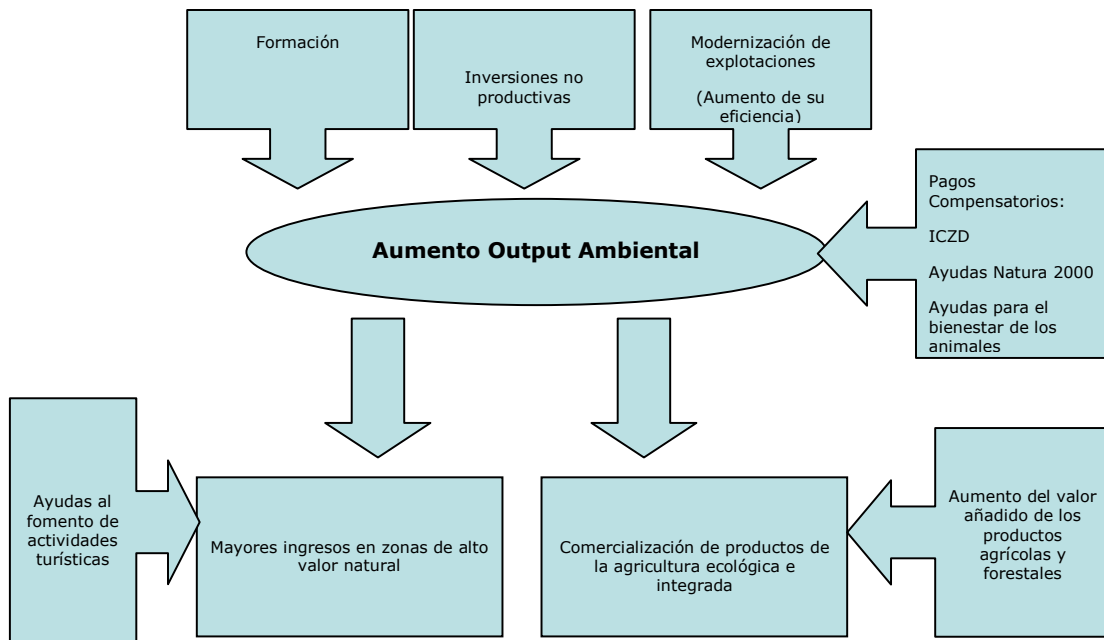 Formación
Inversiones no
productivas
Modernización de
explotaciones
(Aumento de su
eficiencia)
Pagos
Compensatorios:
ICZD
Ayudas Natura 2000
Ayudas para el
bienestar de los
animales
Aumento Output Ambiental
Ayudas al
fomento de
actividades
turísticas
Mayores ingresos en zonas de alto
valor natural
Comercialización de productos de
la agricultura ecológica e
integrada
Aumento del valor
añadido de los
productos
agrícolas y
forestales